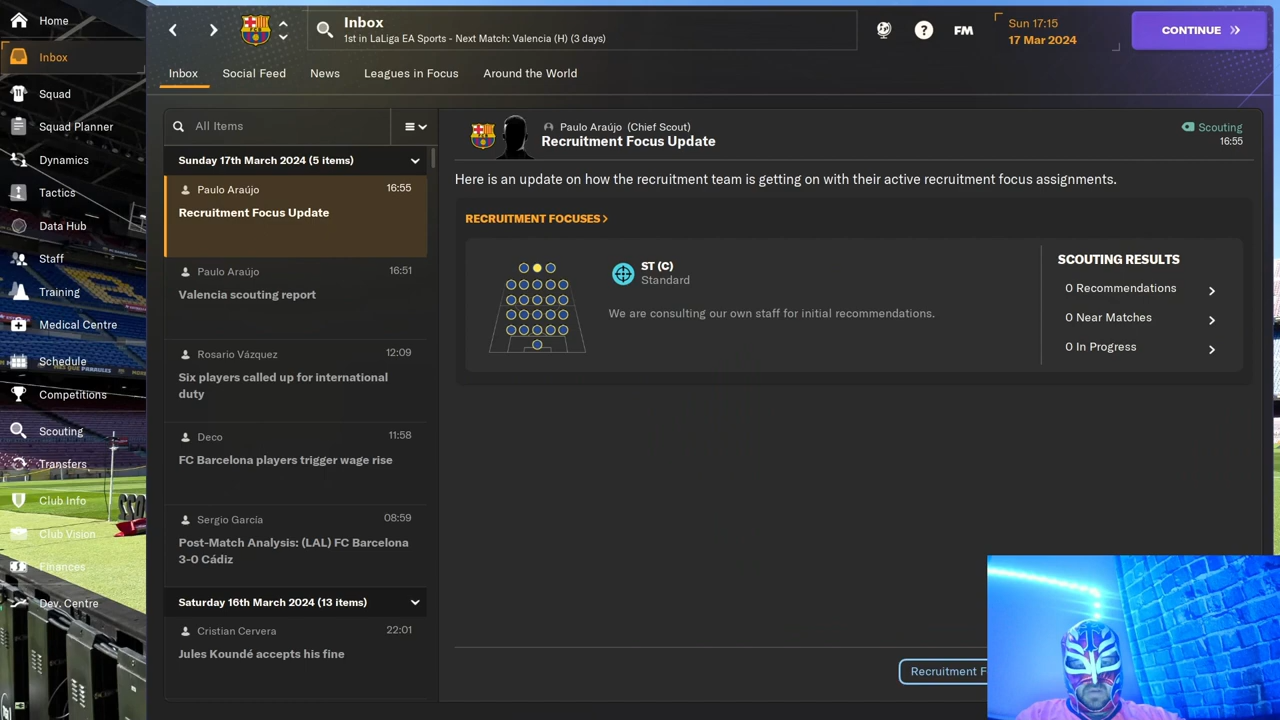 Home
Inbox
Squad
Squad Planner
Dynamics
Tactics
Data Hub
Staff
Training
Medical Centre
Schedule
Competitions
Scouting
Transfers
Club Info
Club Vision
Finances
Dev. Centre
Inbox
1st in LaLiga EA Sports - Next Match: Valencia (H) (3 days)
?
FM
Sun 17:15
17 Mar 2024
CONTINUE
Inbox
Social Feed
News
Leagues in Focus
Around the World
All Items
Sunday 17th March 2024 (5 items)
Paulo Araújo 16:55
Recruitment Focus Update
Paulo Araújo 16:51
Valencia scouting report
Rosario Vázquez 12:09
Six players called up for international
duty
Deco 11:58
FC Barcelona players trigger wage rise
Sergio García 08:59
Post-Match Analysis: (LAL) FC Barcelona
3-0 Cádiz
Saturday 16th March 2024 (13 items)
Cristian Cervera 22:01
Jules Koundé accepts his fine
Paulo Araújo (Chief Scout)
Recruitment Focus Update
Scouting
16:55
Here is an update on how the recruitment team is getting on with their active recruitment focus assignments.
RECRUITMENT FOCUSES
ST (C)
Standard
We are consulting our own staff for initial recommendations.
SCOUTING RESULTS
0 Recommendations
0 Near Matches
0 In Progress
Recruitment F